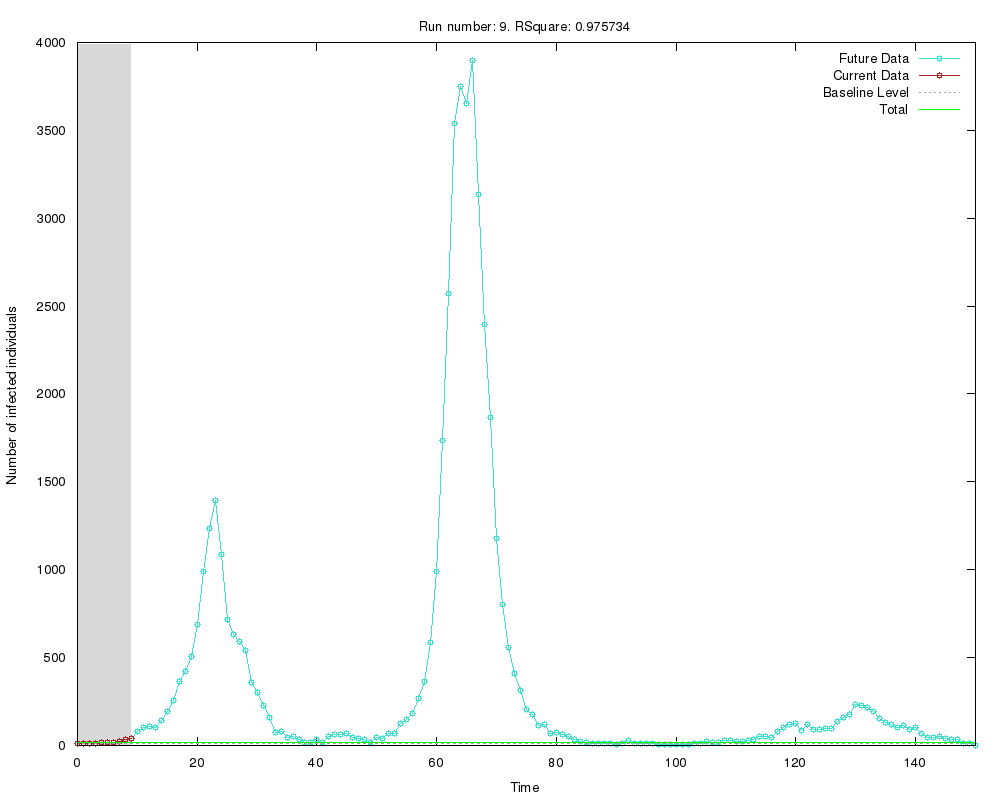 Run number: 9. RSquare: 0.975734
Future Data
Current Data
Baseline Level
Total
4000
3500
3000
2500
2000
1500
1000
500
0
Number of infected individuals
0 20 40 60 80 100 120 140
Time